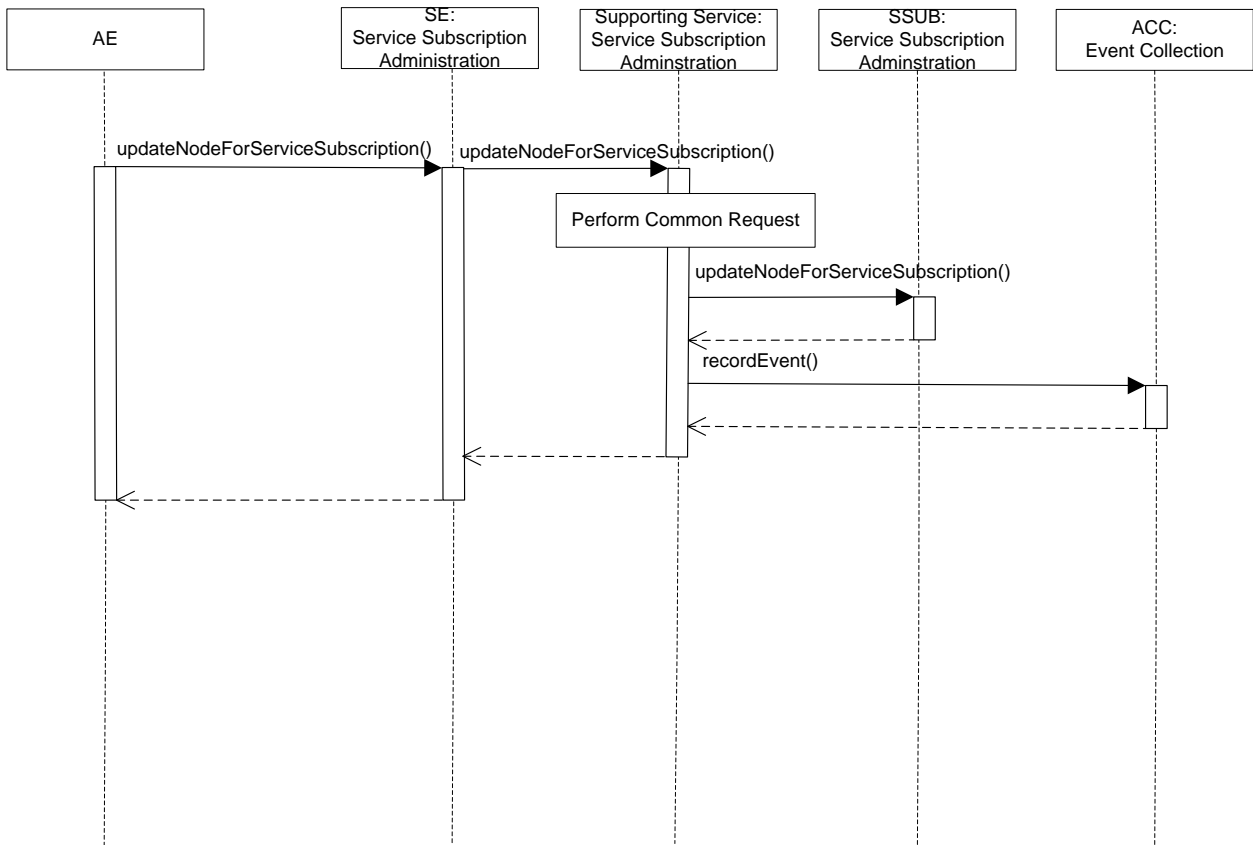 AE
SE:
Service Subscription
Administration
Supporting Service:
Service Subscription
Adminstration
SSUB:
Service Subscription
Adminstration
ACC:
Event Collection
updateNodeForServiceSubscription()
updateNodeForServiceSubscription()
Perform Common Request
updateNodeForServiceSubscription()
recordEvent()